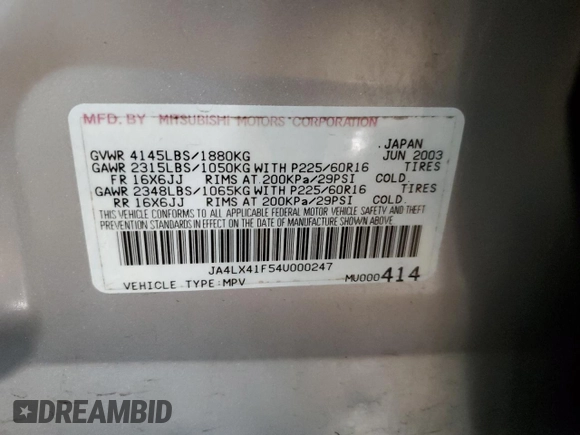 MFD. BY MITSUBISHI MOTORS CORPORATION
JAPAN
GVWR 4145LBS/1880KG JUN 2003
GAWR 2315LBS/1050KG WITH P225/60R16 TIRES
FR 16X6JJ RIMS AT 200KPa/29PSI COLD.
GAWR 2348LBS/1065KG WITH P225/60R16 TIRES
RR 16X6JJ RIMS AT 200KPa/29PSI COLD.
THIS VEHICLE CONFORMS TO ALL APPLICABLE FEDERAL MOTOR VEHICLE SAFETY AND THEFT
PREVENTION STANDARDS IN EFFECT ON THE DATE OF MANUFACTURE SHOWN ABOVE.
JA4LX41F54U000247
VEHICLE TYPE:MPV MU000414
DREAMBID